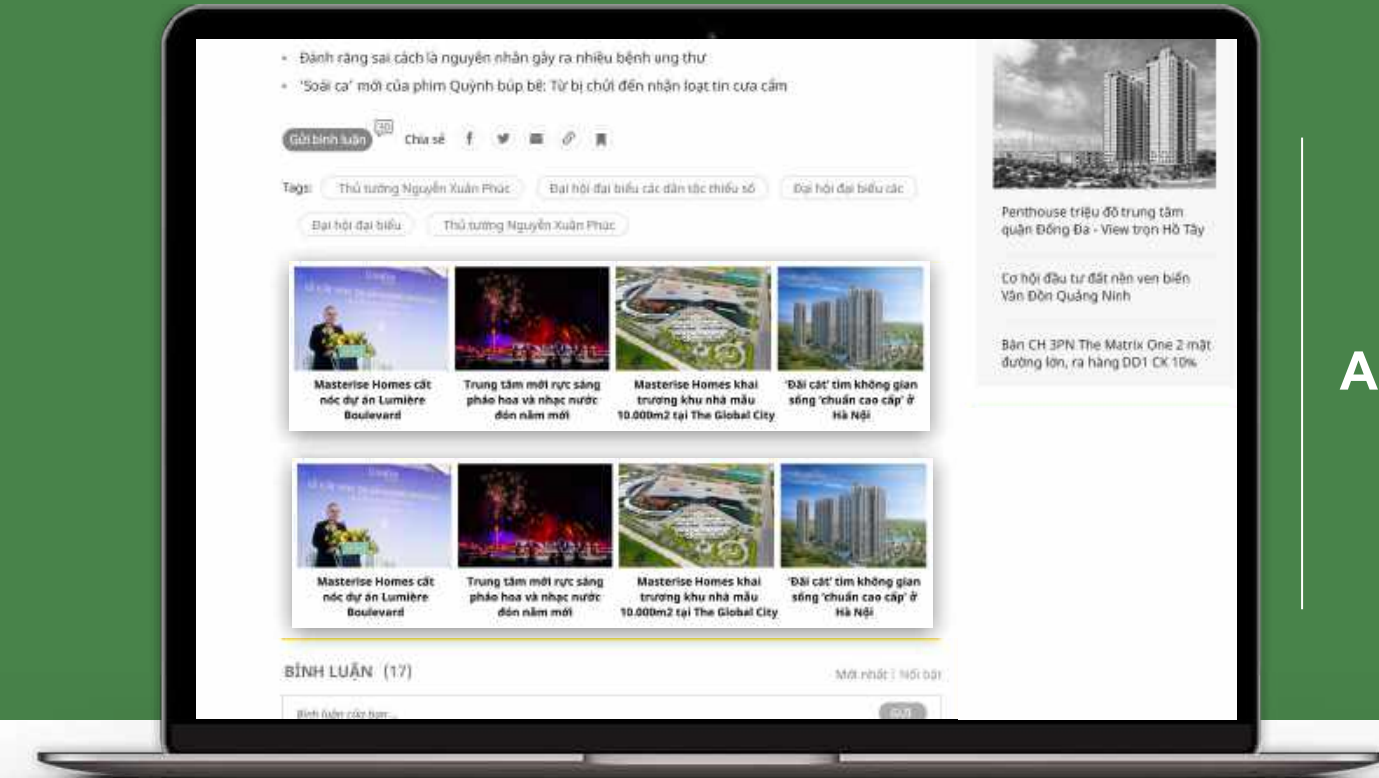 Đánh răng sai cách là nguyên nhân gây ra nhiều bệnh ung thư
'Soái ca' mới của phim Quỳnh búp bê: Từ bị chửi đến nhận loạt tin cưa cẩm
Gửi bình luận
Chia sẻ
Tags:
Thủ tướng Nguyễn Xuân Phúc
Đại hội đại biểu các dân tộc thiểu số
Đại hội đại biểu các
Đại hội đại biểu
Thủ tướng Nguyễn Xuân Phúc
Masterise Homes cất
nóc dự án Lumière
Boulevard
Trung tâm mới rực sáng
pháo hoa và nhạc nước
đón năm mới
Masterise Homes khai
trương khu nhà mẫu
10.000m2 tại The Global City
'Đãi cát' tìm không gian
sống 'chuẩn cao cấp' ở
Hà Nội
Masterise Homes cất
nóc dự án Lumière
Boulevard
Trung tâm mới rực sáng
pháo hoa và nhạc nước
đón năm mới
Masterise Homes khai
trương khu nhà mẫu
10.000m2 tại The Global City
'Đãi cát' tìm không gian
sống 'chuẩn cao cấp' ở
Hà Nội
BÌNH LUẬN (17)
Mới nhất | Nổi bật
Bình luận của bạn...
GỬI
Penthouse triệu đô trung tâm
quận Đống Đa - View trọn Hồ Tây
Cơ hội đầu tư đất nền ven biển
Vân Đồn Quảng Ninh
Bán CH 3PN The Matrix One 2 mặt
đường lớn, ra hàng DD1 CK 10%
A